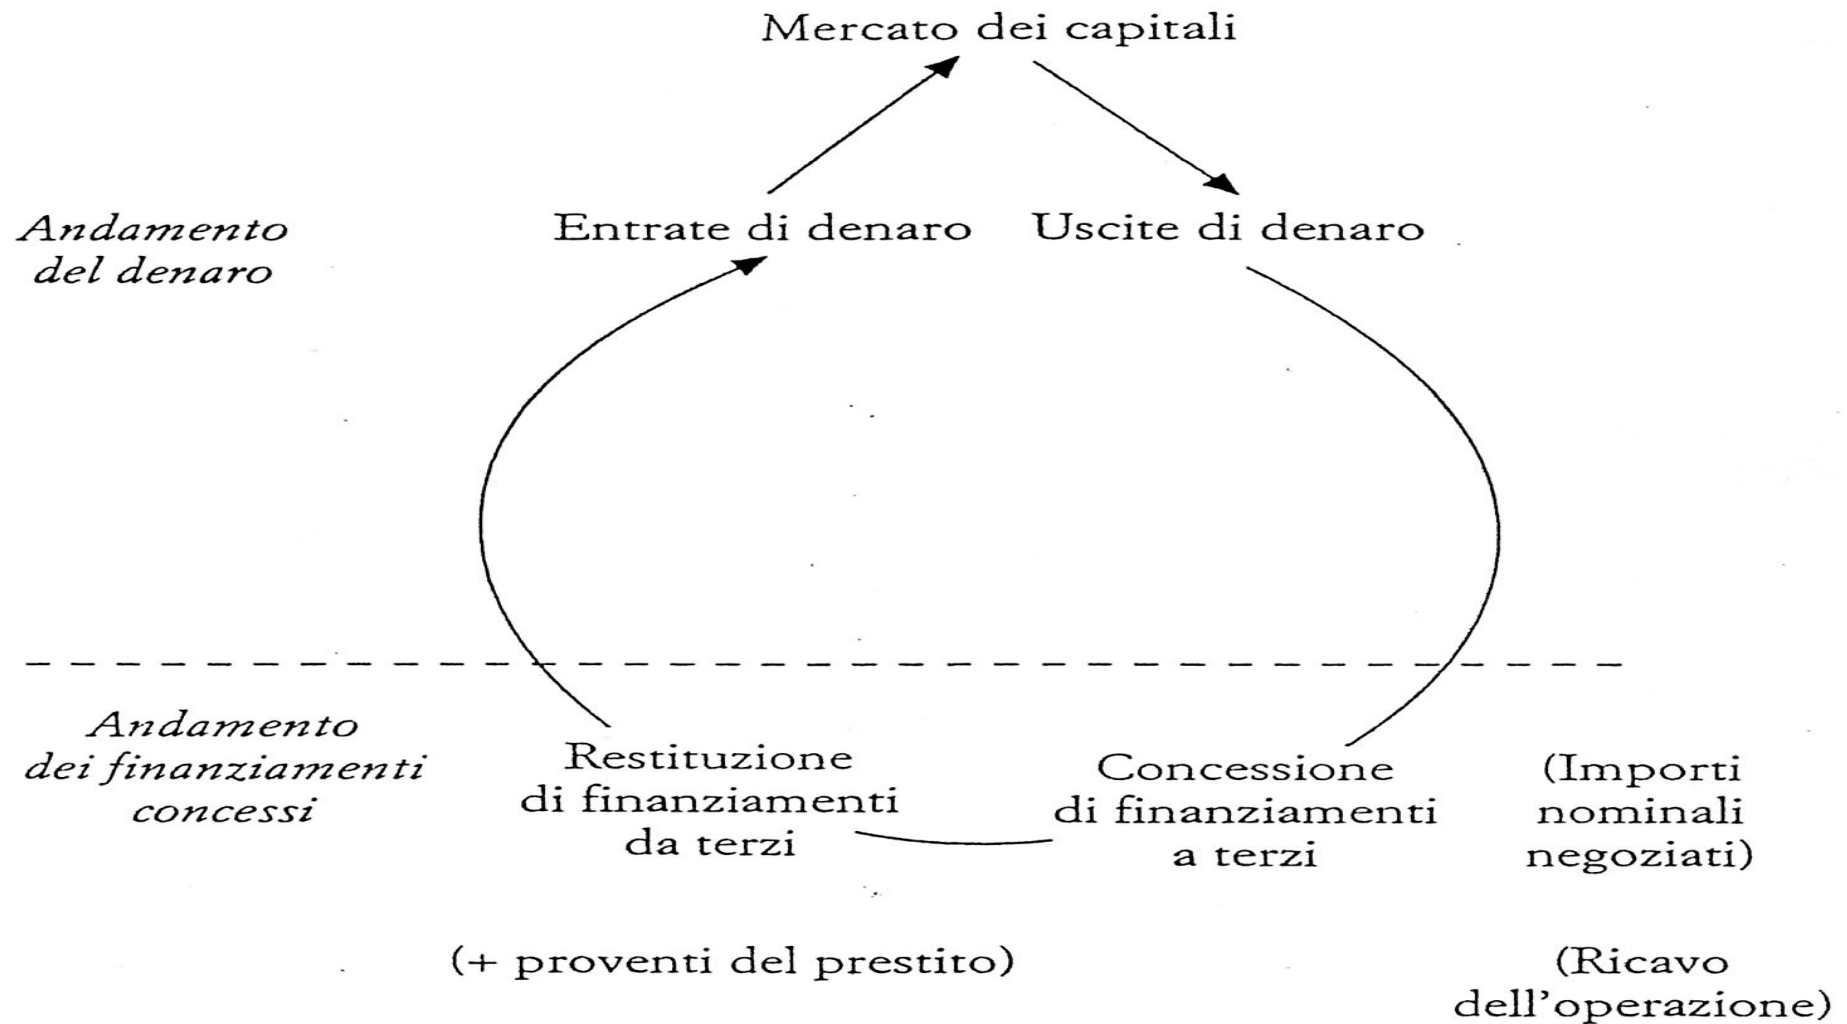 Mercato dei capitali
Andamento
del denaro
Entrate di denaro
Uscite di denaro
Andamento
dei finanziamenti
concessi
Restituzione
di finanziamenti
da terzi
Concessione
di finanziamenti
a terzi
(Importi
nominali
negoziati)
(+ proventi del prestito)
(Ricavo
dell'operazione)